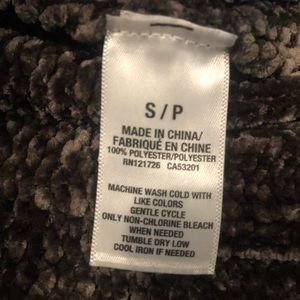 S / P
MADE IN CHINA/
FABRIQUÉ EN CHINE
100% POLYESTER/POLYESTER
RN121726 CA53201
MACHINE WASH COLD WITH
LIKE COLORS
GENTLE CYCLE
ONLY NON-CHLORINE BLEACH
WHEN NEEDED
TUMBLE DRY LOW
COOL IRON IF NEEDED